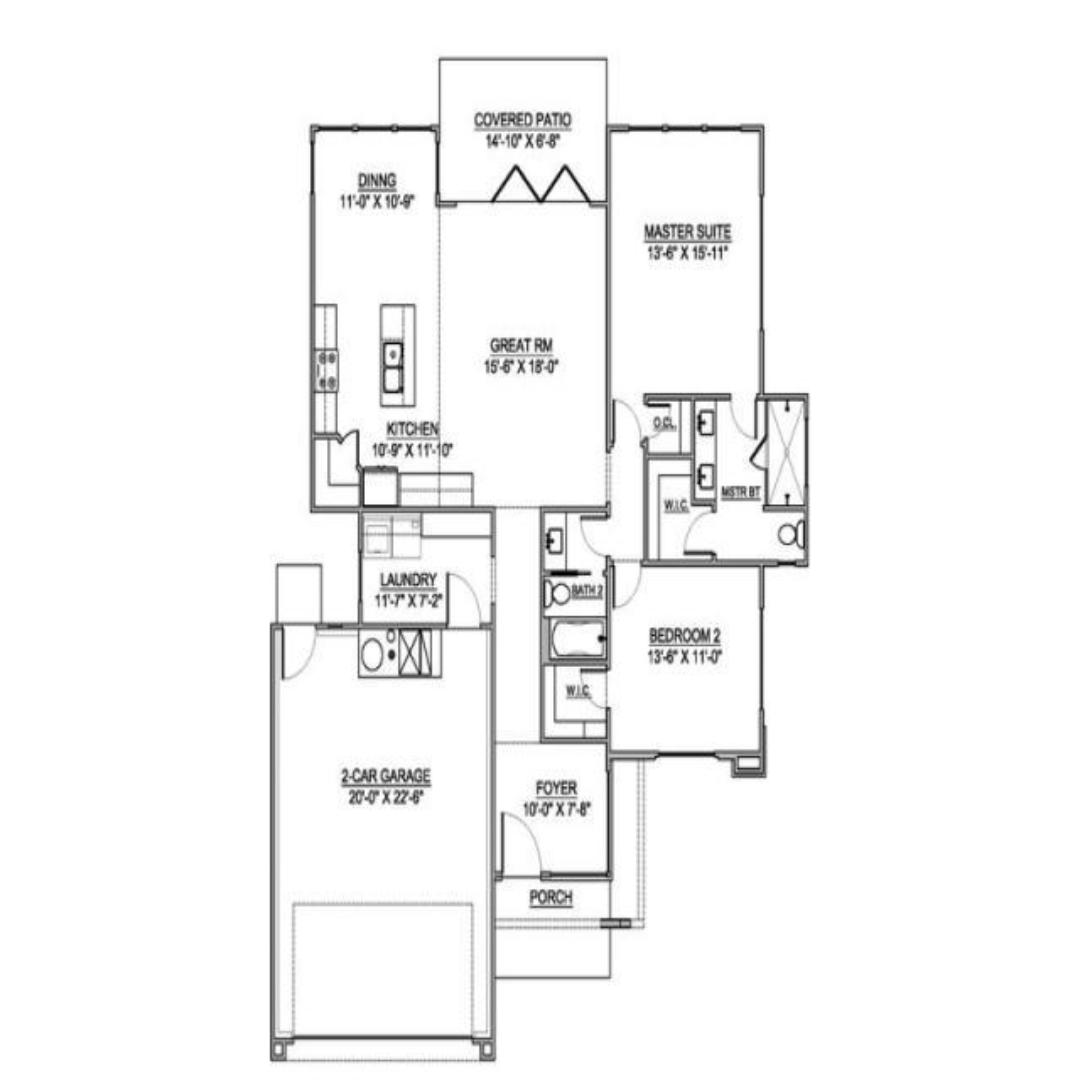 COVERED PATIO
14'-10" X 6'-8"
DINNG
11'-0" X 10'-9"
MASTER SUITE
13'-6" X 15'-11"
GREAT RM
15'-6" X 18'-0"
KITCHEN
10'-9" X 11'-10"
O.CL.
MSTR BT
W.I.C.
LAUNDRY
11'-7" X 7'-2"
BATH 2
BEDROOM 2
13'-6" X 11'-0"
W.I.C.
2-CAR GARAGE
20'-0" X 22'-6"
FOYER
10'-0" X 7'-8"
PORCH